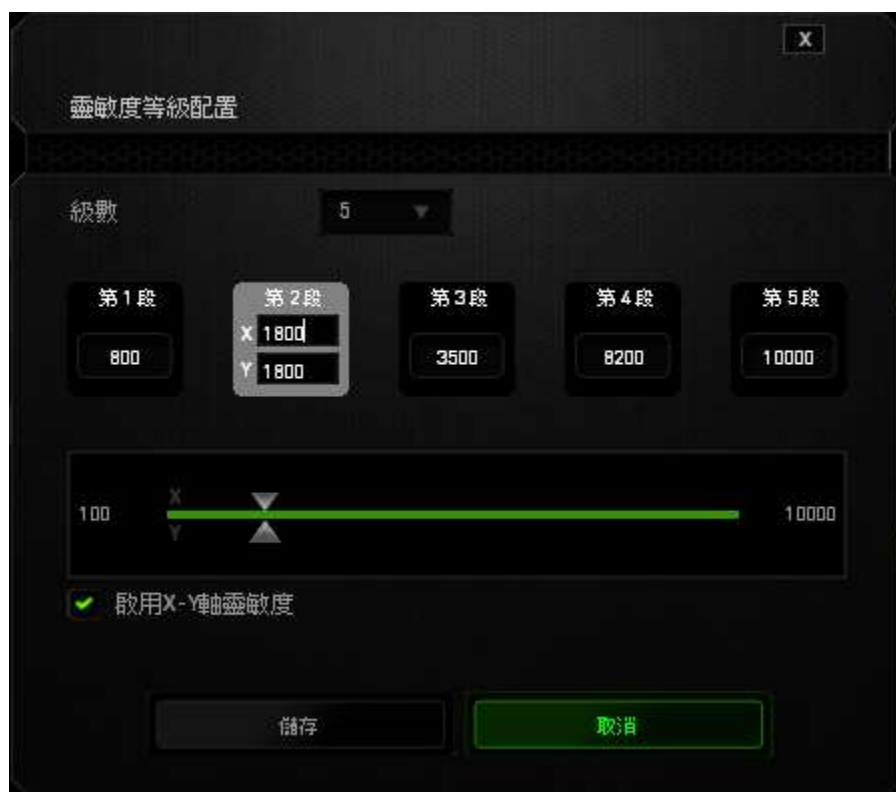 X
靈敏度等級配置
級數 5
第1段 第2段 第3段 第4段 第5段
X 1800
800 3500 8200 10000
Y 1800
X
100 10000
Y
啟用X-Y軸靈敏度
儲存 取消